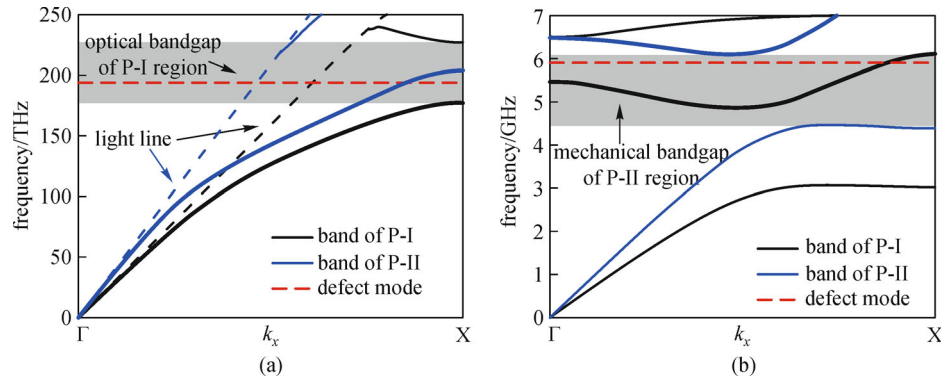 250
200
150
100
50
0
frequency/THz
optical bandgap
of P-I region
light line
band of P-I
band of P-II
defect mode
Γ
kx
X
(a)
7
6
5
4
3
2
1
0
frequency/GHz
mechanical bandgap
of P-II region
band of P-I
band of P-II
defect mode
Γ
kx
X
(b)